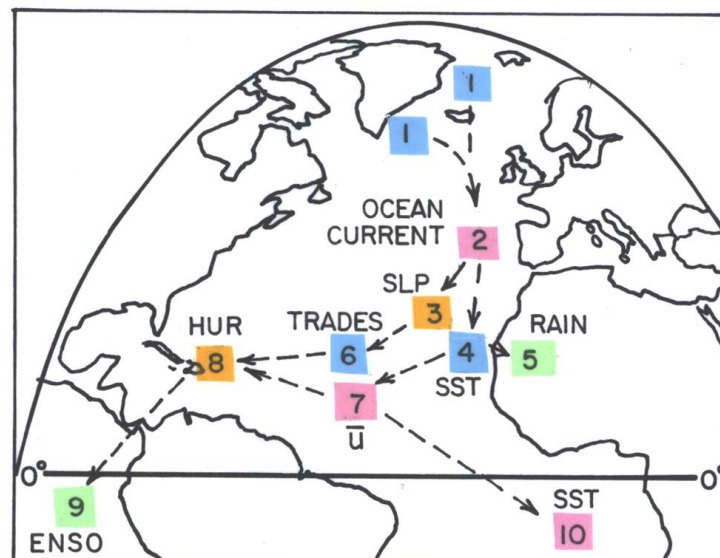 1
1
OCEAN
CURRENT 2
SLP
3
HUR
TRADES
RAIN
8
6
4
5
SST
7
u̅
0°
0°
9
ENSO
SST
10